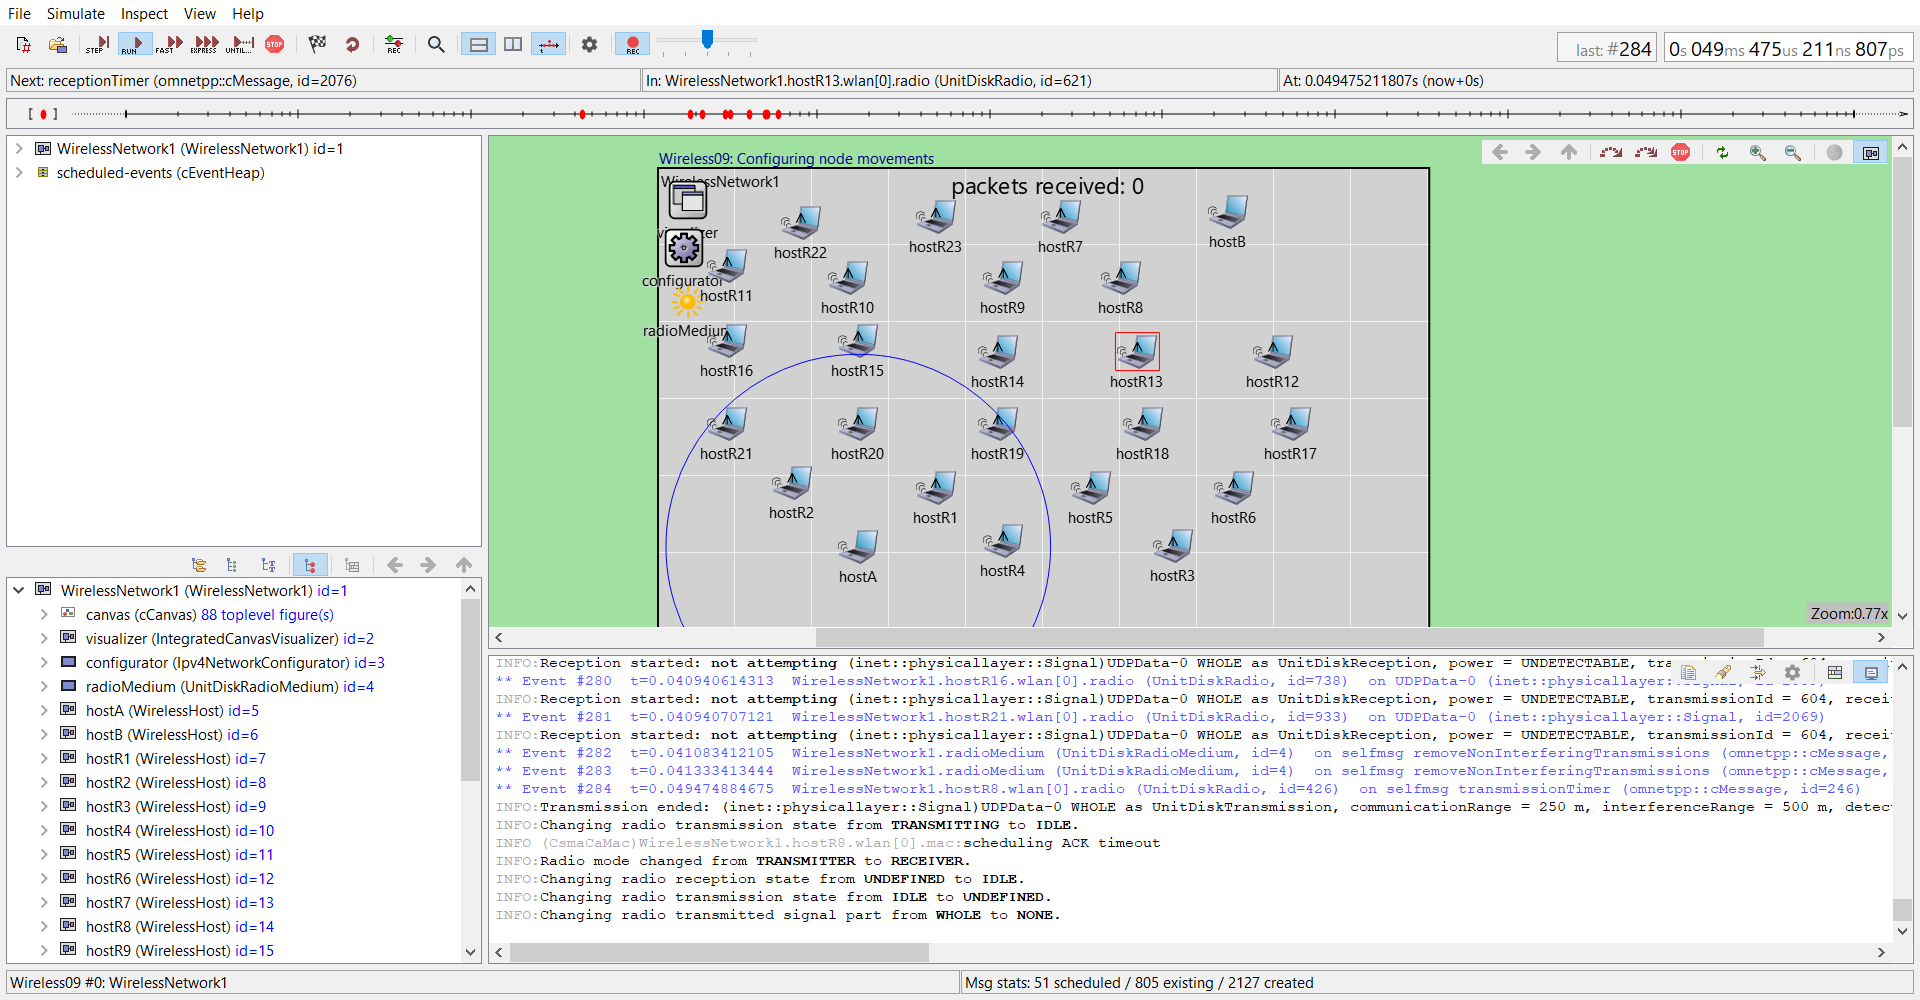 File Simulate Inspect View Help
STEP RUN FAST EXPRESS UNTIL... STOP REC REC
last: #284 0s 049ms 475us 211ns 807ps
Next: receptionTimer (omnetpp::cMessage, id=2076) In: WirelessNetwork1.hostR13.wlan[0].radio (UnitDiskRadio, id=621) At: 0.049475211807s (now+0s)
WirelessNetwork1 (WirelessNetwork1) id=1
scheduled-events (cEventHeap)
WirelessNetwork1 (WirelessNetwork1) id=1
canvas (cCanvas) 88 toplevel figure(s)
visualizer (IntegratedCanvasVisualizer) id=2
configurator (Ipv4NetworkConfigurator) id=3
radioMedium (UnitDiskRadioMedium) id=4
hostA (WirelessHost) id=5
hostB (WirelessHost) id=6
hostR1 (WirelessHost) id=7
hostR2 (WirelessHost) id=8
hostR3 (WirelessHost) id=9
hostR4 (WirelessHost) id=10
hostR5 (WirelessHost) id=11
hostR6 (WirelessHost) id=12
hostR7 (WirelessHost) id=13
hostR8 (WirelessHost) id=14
hostR9 (WirelessHost) id=15
Wireless09: Configuring node movements
STOP
WirelessNetwork1
packets received: 0
visualizer
hostR22 hostR23 hostR7 hostB
configurator
hostR11 hostR10 hostR9 hostR8
radioMedium
hostR16 hostR15 hostR14 hostR13 hostR12
hostR21 hostR20 hostR19 hostR18 hostR17
hostR2 hostR1 hostR5 hostR6
hostA hostR4 hostR3
Zoom:0.77x
INFO:Reception started: not attempting (inet::physicallayer::Signal)UDPData-0 WHOLE as UnitDiskReception, power = UNDETECTABLE,
** Event #280 t=0.040940614313 WirelessNetwork1.hostR16.wlan[0].radio (UnitDiskRadio, id=738) on UDPData-0 (inet::physicallayer::Signal,
INFO:Reception started: not attempting (inet::physicallayer::Signal)UDPData-0 WHOLE as UnitDiskReception, power = UNDETECTABLE, transmissionId = 604, recei
** Event #281 t=0.040940707121 WirelessNetwork1.hostR21.wlan[0].radio (UnitDiskRadio, id=933) on UDPData-0 (inet::physicallayer::Signal, id=2069)
INFO:Reception started: not attempting (inet::physicallayer::Signal)UDPData-0 WHOLE as UnitDiskReception, power = UNDETECTABLE, transmissionId = 604, recei
** Event #282 t=0.041083412105 WirelessNetwork1.radioMedium (UnitDiskRadioMedium, id=4) on selfmsg removeNonInterferingTransmissions (omnetpp::cMessage,
** Event #283 t=0.041333413444 WirelessNetwork1.radioMedium (UnitDiskRadioMedium, id=4) on selfmsg removeNonInterferingTransmissions (omnetpp::cMessage,
** Event #284 t=0.049474884675 WirelessNetwork1.hostR8.wlan[0].radio (UnitDiskRadio, id=426) on selfmsg transmissionTimer (omnetpp::cMessage, id=246)
INFO:Transmission ended: (inet::physicallayer::Signal)UDPData-0 WHOLE as UnitDiskTransmission, communicationRange = 250 m, interferenceRange = 500 m, detec
INFO:Changing radio transmission state from TRANSMITTING to IDLE.
INFO (CsmaCaMac)WirelessNetwork1.hostR8.wlan[0].mac:scheduling ACK timeout
INFO:Radio mode changed from TRANSMITTER to RECEIVER.
INFO:Changing radio reception state from UNDEFINED to IDLE.
INFO:Changing radio transmission state from IDLE to UNDEFINED.
INFO:Changing radio transmitted signal part from WHOLE to NONE.
Wireless09 #0: WirelessNetwork1 Msg stats: 51 scheduled / 805 existing / 2127 created